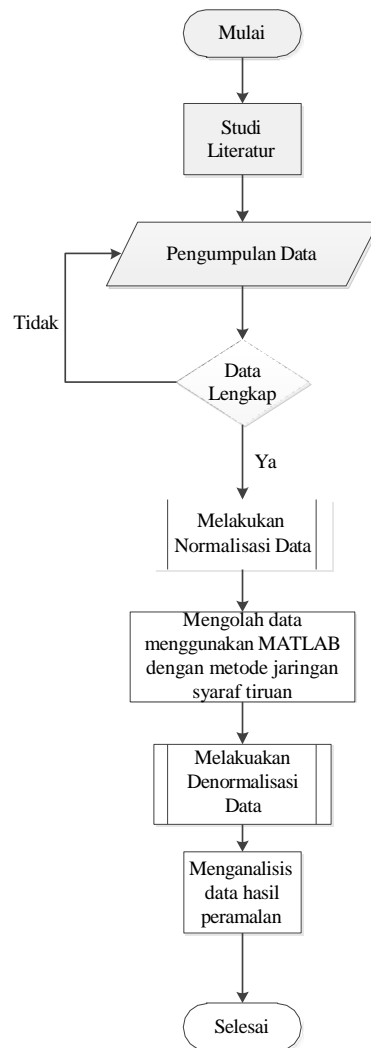 Mulai
Studi
Literatur
Pengumpulan Data
Tidak
Data
Lengkap
Ya
Melakukan
Normalisasi Data
Mengolah data
menggunakan MATLAB
dengan metode jaringan
syaraf tiruan
Melakuakan
Denormalisasi
Data
Menganalisis
data hasil
peramalan
Selesai